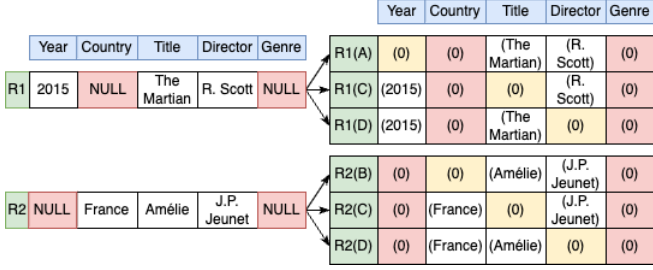 Year Country Title Director Genre
Year Country Title Director Genre
R1 2015 NULL The Martian R. Scott NULL
R1(A) (0) (0) (The Martian) (R. Scott) (0)
R1(C) (2015) (0) (0) (R. Scott) (0)
R1(D) (2015) (0) (The Martian) (0) (0)
R2 NULL France Amélie J.P. Jeunet NULL
R2(B) (0) (0) (Amélie) (J.P. Jeunet) (0)
R2(C) (0) (France) (0) (J.P. Jeunet) (0)
R2(D) (0) (France) (Amélie) (0) (0)